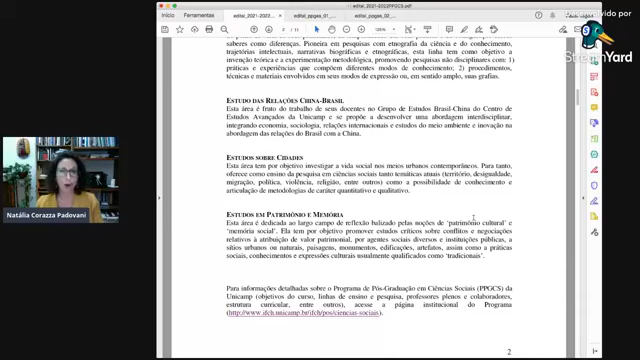 edital_2021-2022PPGCS.pdf
Início
Ferramentas
edital_2021-2022...
edital_ppgas_01_...
edital_ppgas_02_...
StreamYard
saberes como diferenças. Pioneira em pesquisas com etnografia da ciência e do conhecimento,
trajetórias intelectuais, narrativas biográficas e etnográficas, esta linha tem como objetivo a
invenção teórica e a experimentação metodológica, promovendo pesquisas não disciplinares com: 1)
práticas e experiências que compõem diferentes modos de conhecimento; 2) procedimentos,
técnicas e materiais envolvidos em seus modos de expressão ou, em sentido amplo, suas grafias.
ESTUDO DAS RELAÇÕES CHINA-BRASIL
Esta área é fruto do trabalho de seus docentes no Grupo de Estudos Brasil-China do Centro de
Estudos Avançados da Unicamp e se propõe a desenvolver uma abordagem interdisciplinar,
integrando economia, sociologia, relações internacionais e estudos do meio ambiente e inovação na
abordagem das relações do Brasil com a China.
ESTUDOS SOBRE CIDADES
Esta área tem por objetivo investigar a vida social nos meios urbanos contemporâneos. Para tanto,
oferece como ensino da pesquisa em ciências sociais tanto temáticas atuais (território, desigualdade,
migração, política, violência, religião, entre outros) como a possibilidade de conhecimento e
articulação de metodologias de caráter quantitativo e qualitativo.
ESTUDOS EM PATRIMÔNIO E MEMÓRIA
Esta área é dedicada ao largo campo de reflexão balizado pelas noções de 'patrimônio cultural' e
'memória social'. Ela tem por objetivo promover estudos críticos sobre conflitos e negociações
relativos à atribuição de valor patrimonial, por agentes sociais diversos e instituições públicas, a
sítios urbanos ou naturais, paisagens, monumentos, edificações, artefatos, assim como a práticas
sociais, conhecimentos e expressões culturais usualmente qualificados como 'tradicionais'.
Para informações detalhadas sobre o Programa de Pós-Graduação em Ciências Sociais (PPGCS) da
Unicamp (objetivos do curso, linhas de ensino e pesquisa, professores plenos e colaboradores,
estrutura curricular, entre outros), acesse a página institucional do Programa
(http://www.ifch.unicamp.br/ifch/pos/ciencias-sociais).
2
Natália Corazza Padovani